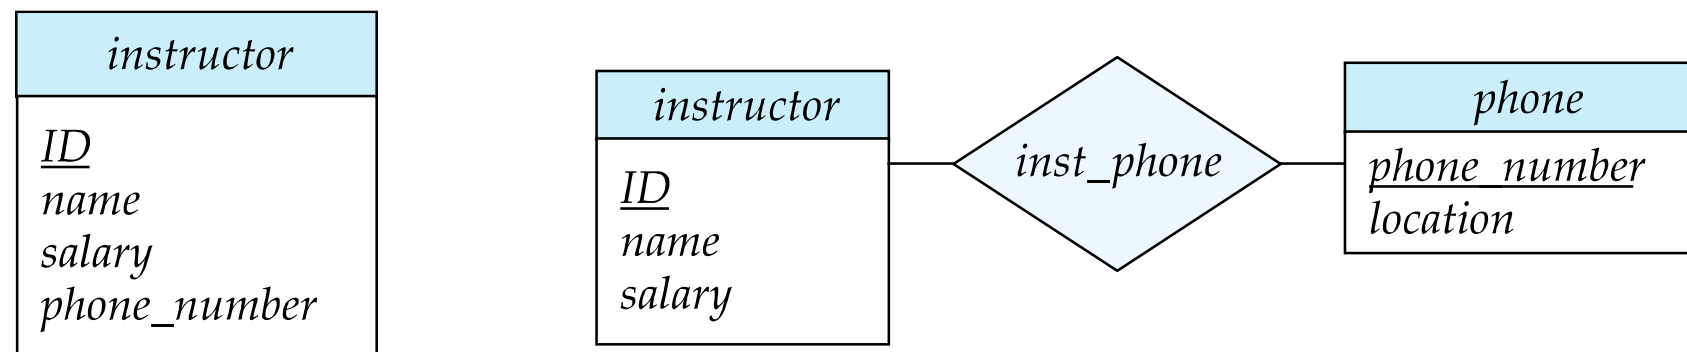 instructor
ID
name
salary
phone_number
instructor
ID
name
salary
inst_phone
phone
phone_number
location